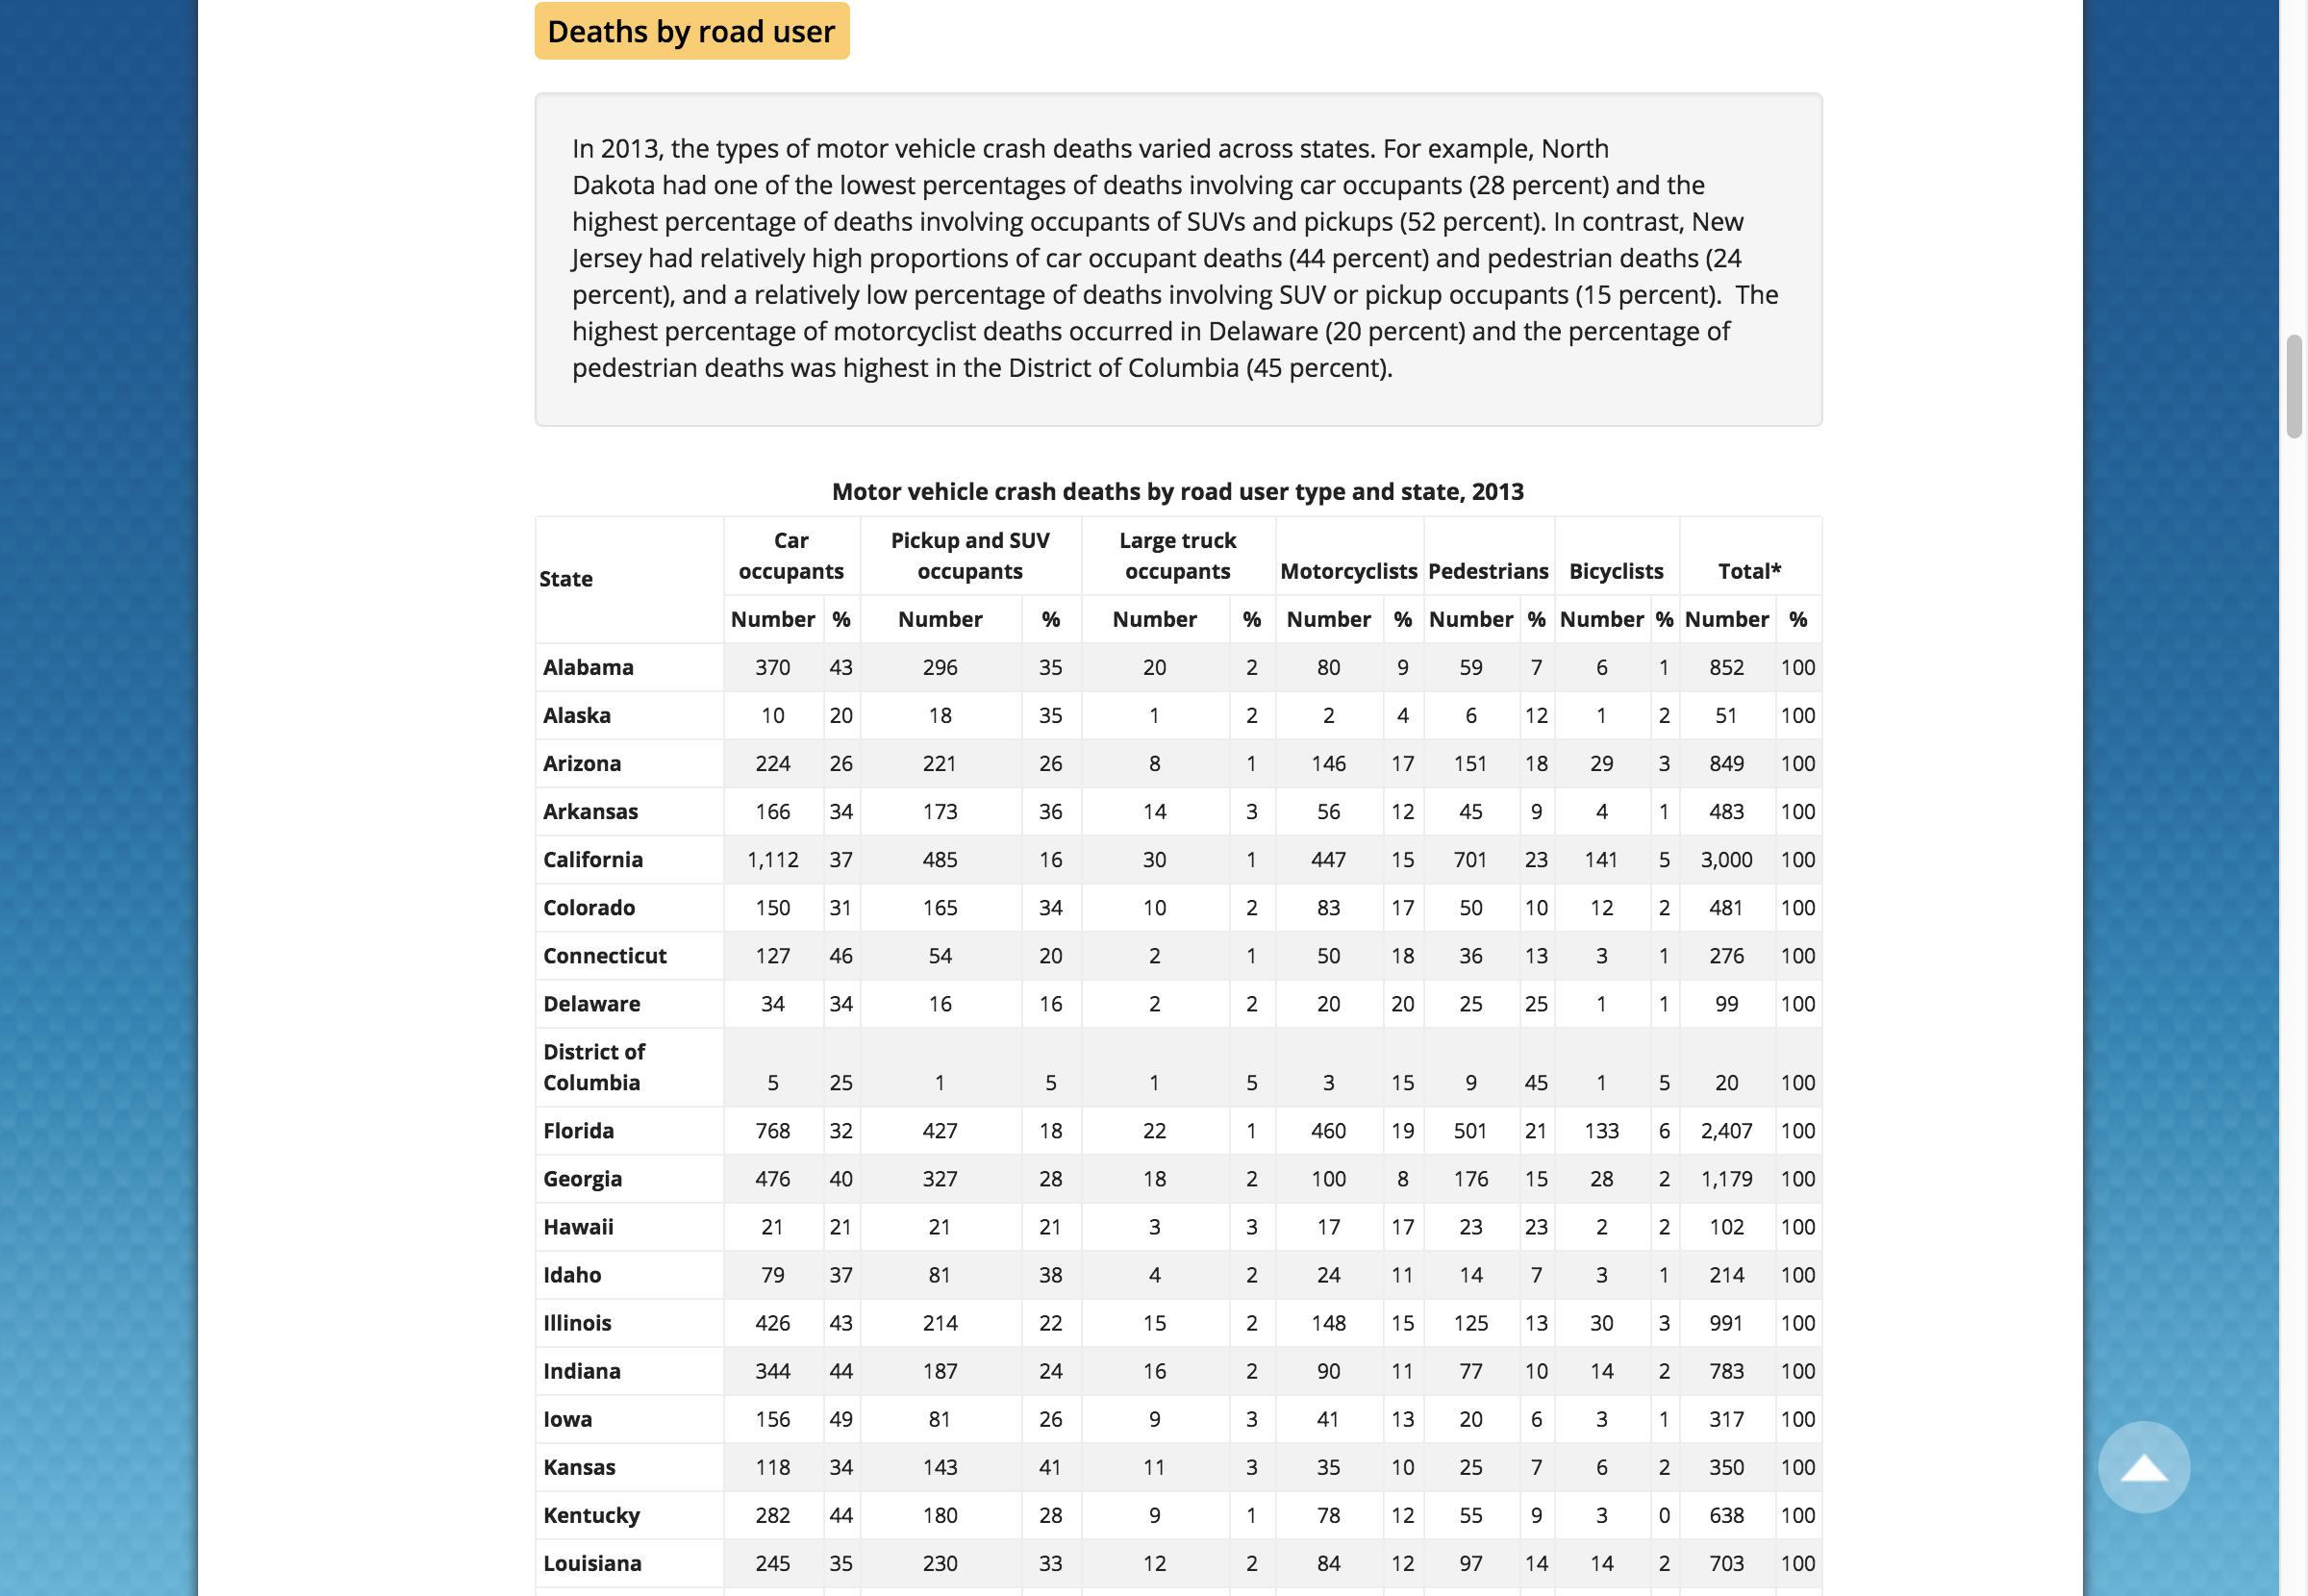 Deaths by road user
In 2013, the types of motor vehicle crash deaths varied across states. For example, North
Dakota had one of the lowest percentages of deaths involving car occupants (28 percent) and the
highest percentage of deaths involving occupants of SUVs and pickups (52 percent). In contrast, New
Jersey had relatively high proportions of car occupant deaths (44 percent) and pedestrian deaths (24
percent), and a relatively low percentage of deaths involving SUV or pickup occupants (15 percent).  The
highest percentage of motorcyclist deaths occurred in Delaware (20 percent) and the percentage of
pedestrian deaths was highest in the District of Columbia (45 percent).
Motor vehicle crash deaths by road user type and state, 2013
State Car occupants Pickup and SUV occupants Large truck occupants Motorcyclists Pedestrians Bicyclists Total*
Number % Number % Number % Number % Number % Number % Number %
Alabama 370 43 296 35 20 2 80 9 59 7 6 1 852 100
Alaska 10 20 18 35 1 2 2 4 6 12 1 2 51 100
Arizona 224 26 221 26 8 1 146 17 151 18 29 3 849 100
Arkansas 166 34 173 36 14 3 56 12 45 9 4 1 483 100
California 1,112 37 485 16 30 1 447 15 701 23 141 5 3,000 100
Colorado 150 31 165 34 10 2 83 17 50 10 12 2 481 100
Connecticut 127 46 54 20 2 1 50 18 36 13 3 1 276 100
Delaware 34 34 16 16 2 2 20 20 25 25 1 1 99 100
District of
Columbia 5 25 1 5 1 5 3 15 9 45 1 5 20 100
Florida 768 32 427 18 22 1 460 19 501 21 133 6 2,407 100
Georgia 476 40 327 28 18 2 100 8 176 15 28 2 1,179 100
Hawaii 21 21 21 21 3 3 17 17 23 23 2 2 102 100
Idaho 79 37 81 38 4 2 24 11 14 7 3 1 214 100
Illinois 426 43 214 22 15 2 148 15 125 13 30 3 991 100
Indiana 344 44 187 24 16 2 90 11 77 10 14 2 783 100
Iowa 156 49 81 26 9 3 41 13 20 6 3 1 317 100
Kansas 118 34 143 41 11 3 35 10 25 7 6 2 350 100
Kentucky 282 44 180 28 9 1 78 12 55 9 3 0 638 100
Louisiana 245 35 230 33 12 2 84 12 97 14 14 2 703 100